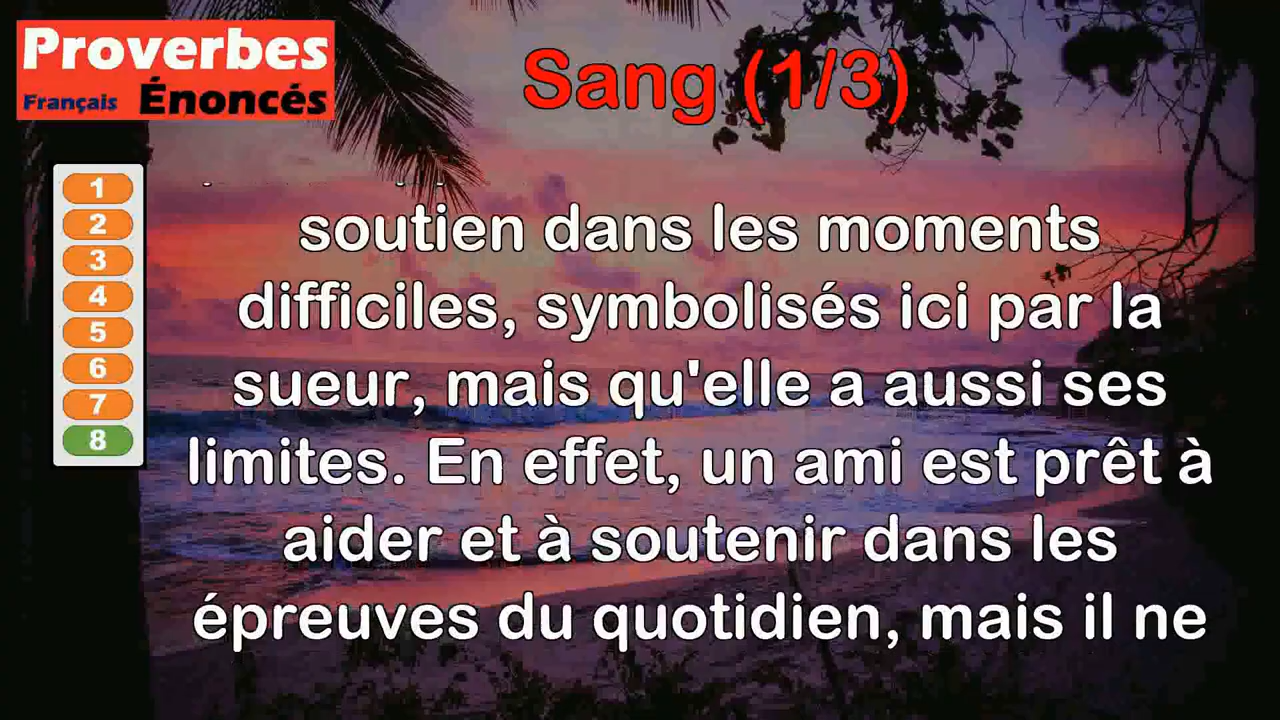 Proverbes
Français Énoncés
Sang (1/3)
1
2
3
4
5
6
7
8
soutien dans les moments
difficiles, symbolisés ici par la
sueur, mais qu'elle a aussi ses
limites. En effet, un ami est prêt à
aider et à soutenir dans les
épreuves du quotidien, mais il ne